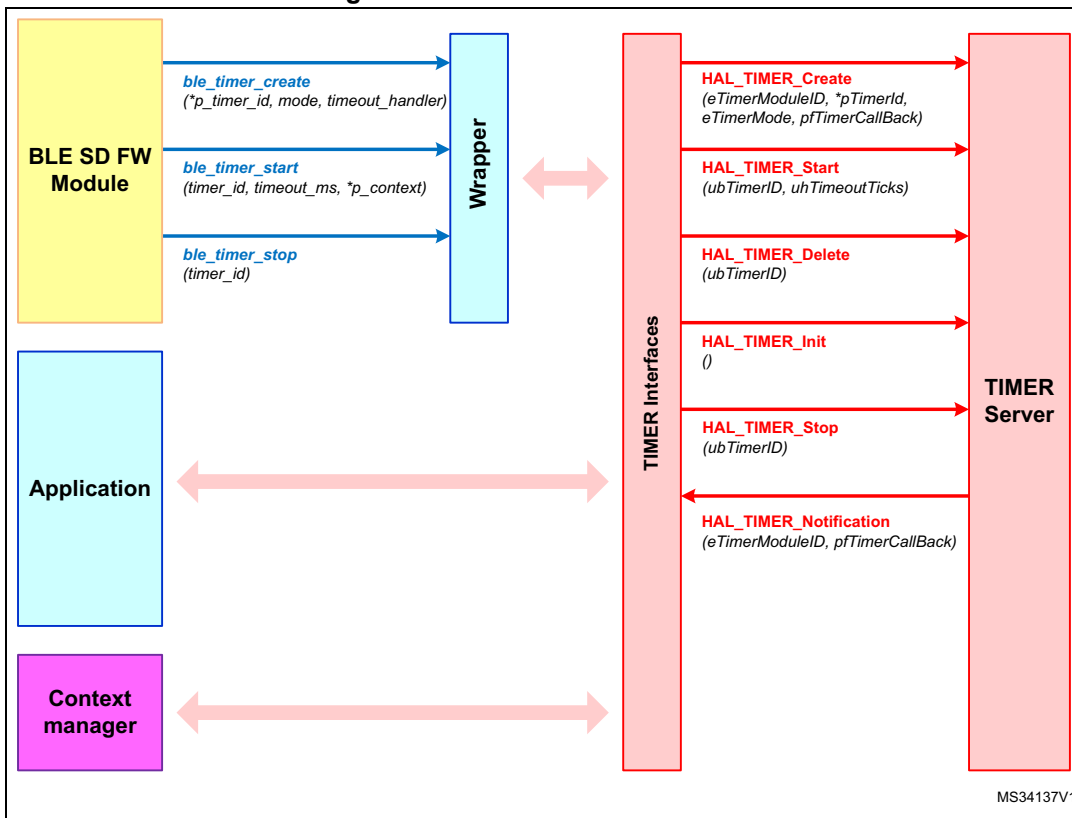 BLE SD FW
Module
ble_timer_create
(*p_timer_id, mode, timeout_handler)
ble_timer_start
(timer_id, timeout_ms, *p_context)
ble_timer_stop
(timer_id)
Wrapper
Application
Context
manager
TIMER Interfaces
HAL_TIMER_Create
(eTimerModuleID, *pTimerId,
eTimerMode, pfTimerCallBack)
HAL_TIMER_Start
(ubTimerID, uhTimeoutTicks)
HAL_TIMER_Delete
(ubTimerID)
HAL_TIMER_Init
()
HAL_TIMER_Stop
(ubTimerID)
HAL_TIMER_Notification
(eTimerModuleID, pfTimerCallBack)
TIMER
Server
MS34137V1